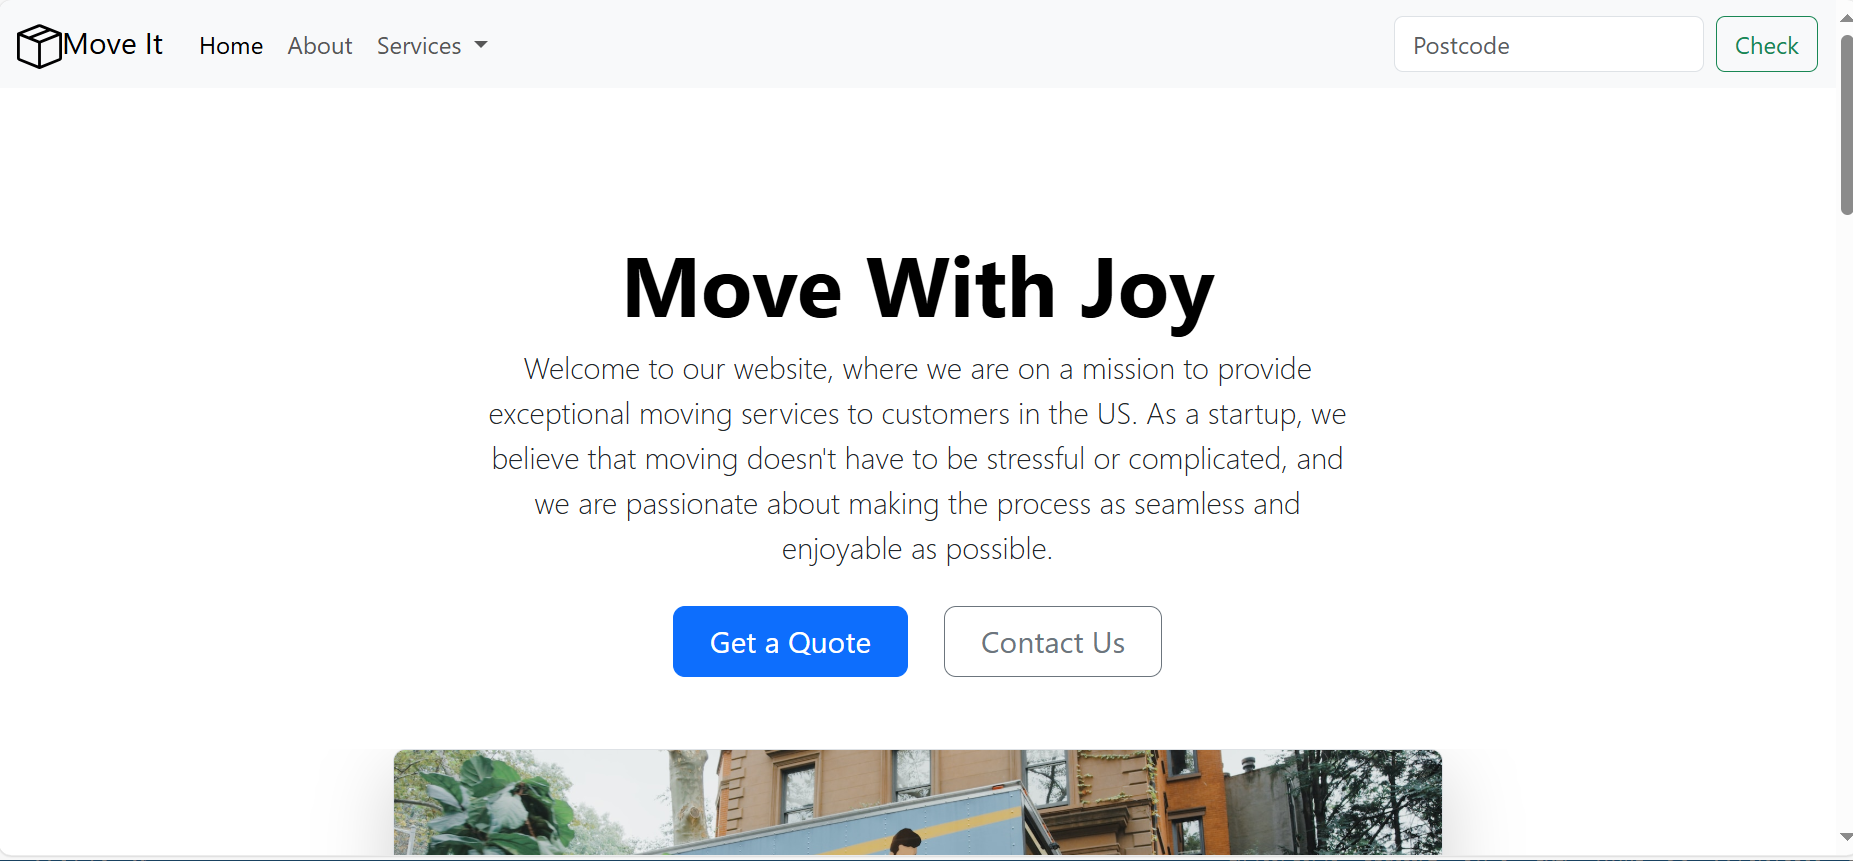 Move It
Home
About
Services
Postcode
Check
Move With Joy
Welcome to our website, where we are on a mission to provide
exceptional moving services to customers in the US. As a startup, we
believe that moving doesn't have to be stressful or complicated, and
we are passionate about making the process as seamless and
enjoyable as possible.
Get a Quote
Contact Us